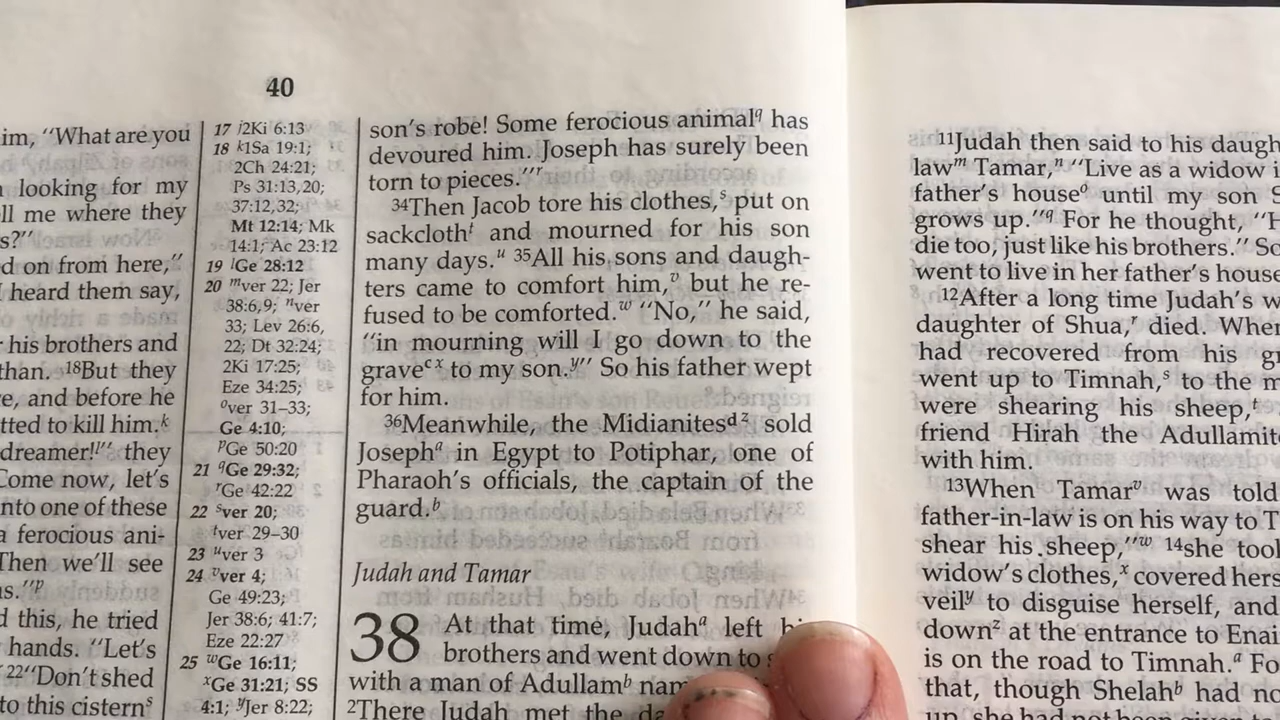 40
im, "What are you
looking for my
ll me where they
s?"
d on from here,"
I heard them say,
his brothers and
than. 18But they
e, and before he
tted to kill him.k
dreamer!" they
Come now, let's
nto one of these
a ferocious ani-
Then we'll see
s."p
d this, he tried
hands. "Let's
22"Don't shed
to this cisterns
17 j2Ki 6:13
18 k1Sa 19:1;
2Ch 24:21;
Ps 31:13,20;
37:12,32;
Mt 12:14; Mk
14:1; Ac 23:12
19 lGe 28:12
20 mver 22; Jer
38:6,9; nver
33; Lev 26:6,
22; Dt 32:24;
2Ki 17:25;
Eze 34:25;
over 31–33;
Ge 4:10;
pGe 50:20
21 qGe 29:32;
rGe 42:22
22 sver 20;
tver 29–30
23 uver 3
24 vver 4;
Ge 49:23;
Jer 38:6; 41:7;
Eze 22:27
25 wGe 16:11;
xGe 31:21; SS
4:1; yJer 8:22;
son's robe! Some ferocious animalq has
devoured him. Joseph has surely been
torn to pieces."r
34Then Jacob tore his clothes,s put on
sackclotht and mourned for his son
many days.u 35All his sons and daugh-
ters came to comfort him,v but he re-
fused to be comforted.w "No," he said,
"in mourning will I go down to the
gravecx to my son.y" So his father wept
for him.
36Meanwhile, the Midianitesdz sold
Josepha in Egypt to Potiphar, one of
Pharaoh's officials, the captain of the
guard.b
Judah and Tamar
38 At that time, Judaha left
brothers and went down to
with a man of Adullamb
2There Judah met the
11Judah then said to his daugh
lawm Tamar,n "Live as a widow i
father's houseo until my son S
grows up."q For he thought, "H
die too, just like his brothers." So
went to live in her father's house
12After a long time Judah's w
daughter of Shua,r died. When
had recovered from his gr
went up to Timnah,s to the m
were shearing his sheep,t
friend Hirah the Adullamite
with him.
13When Tamarv was told
father-in-law is on his way to T
shear his sheep,"w 14she took
widow's clothes,x covered hers
veily to disguise herself, and
downz at the entrance to Enai
is on the road to Timnah.a Fo
that, though Shelahb had no